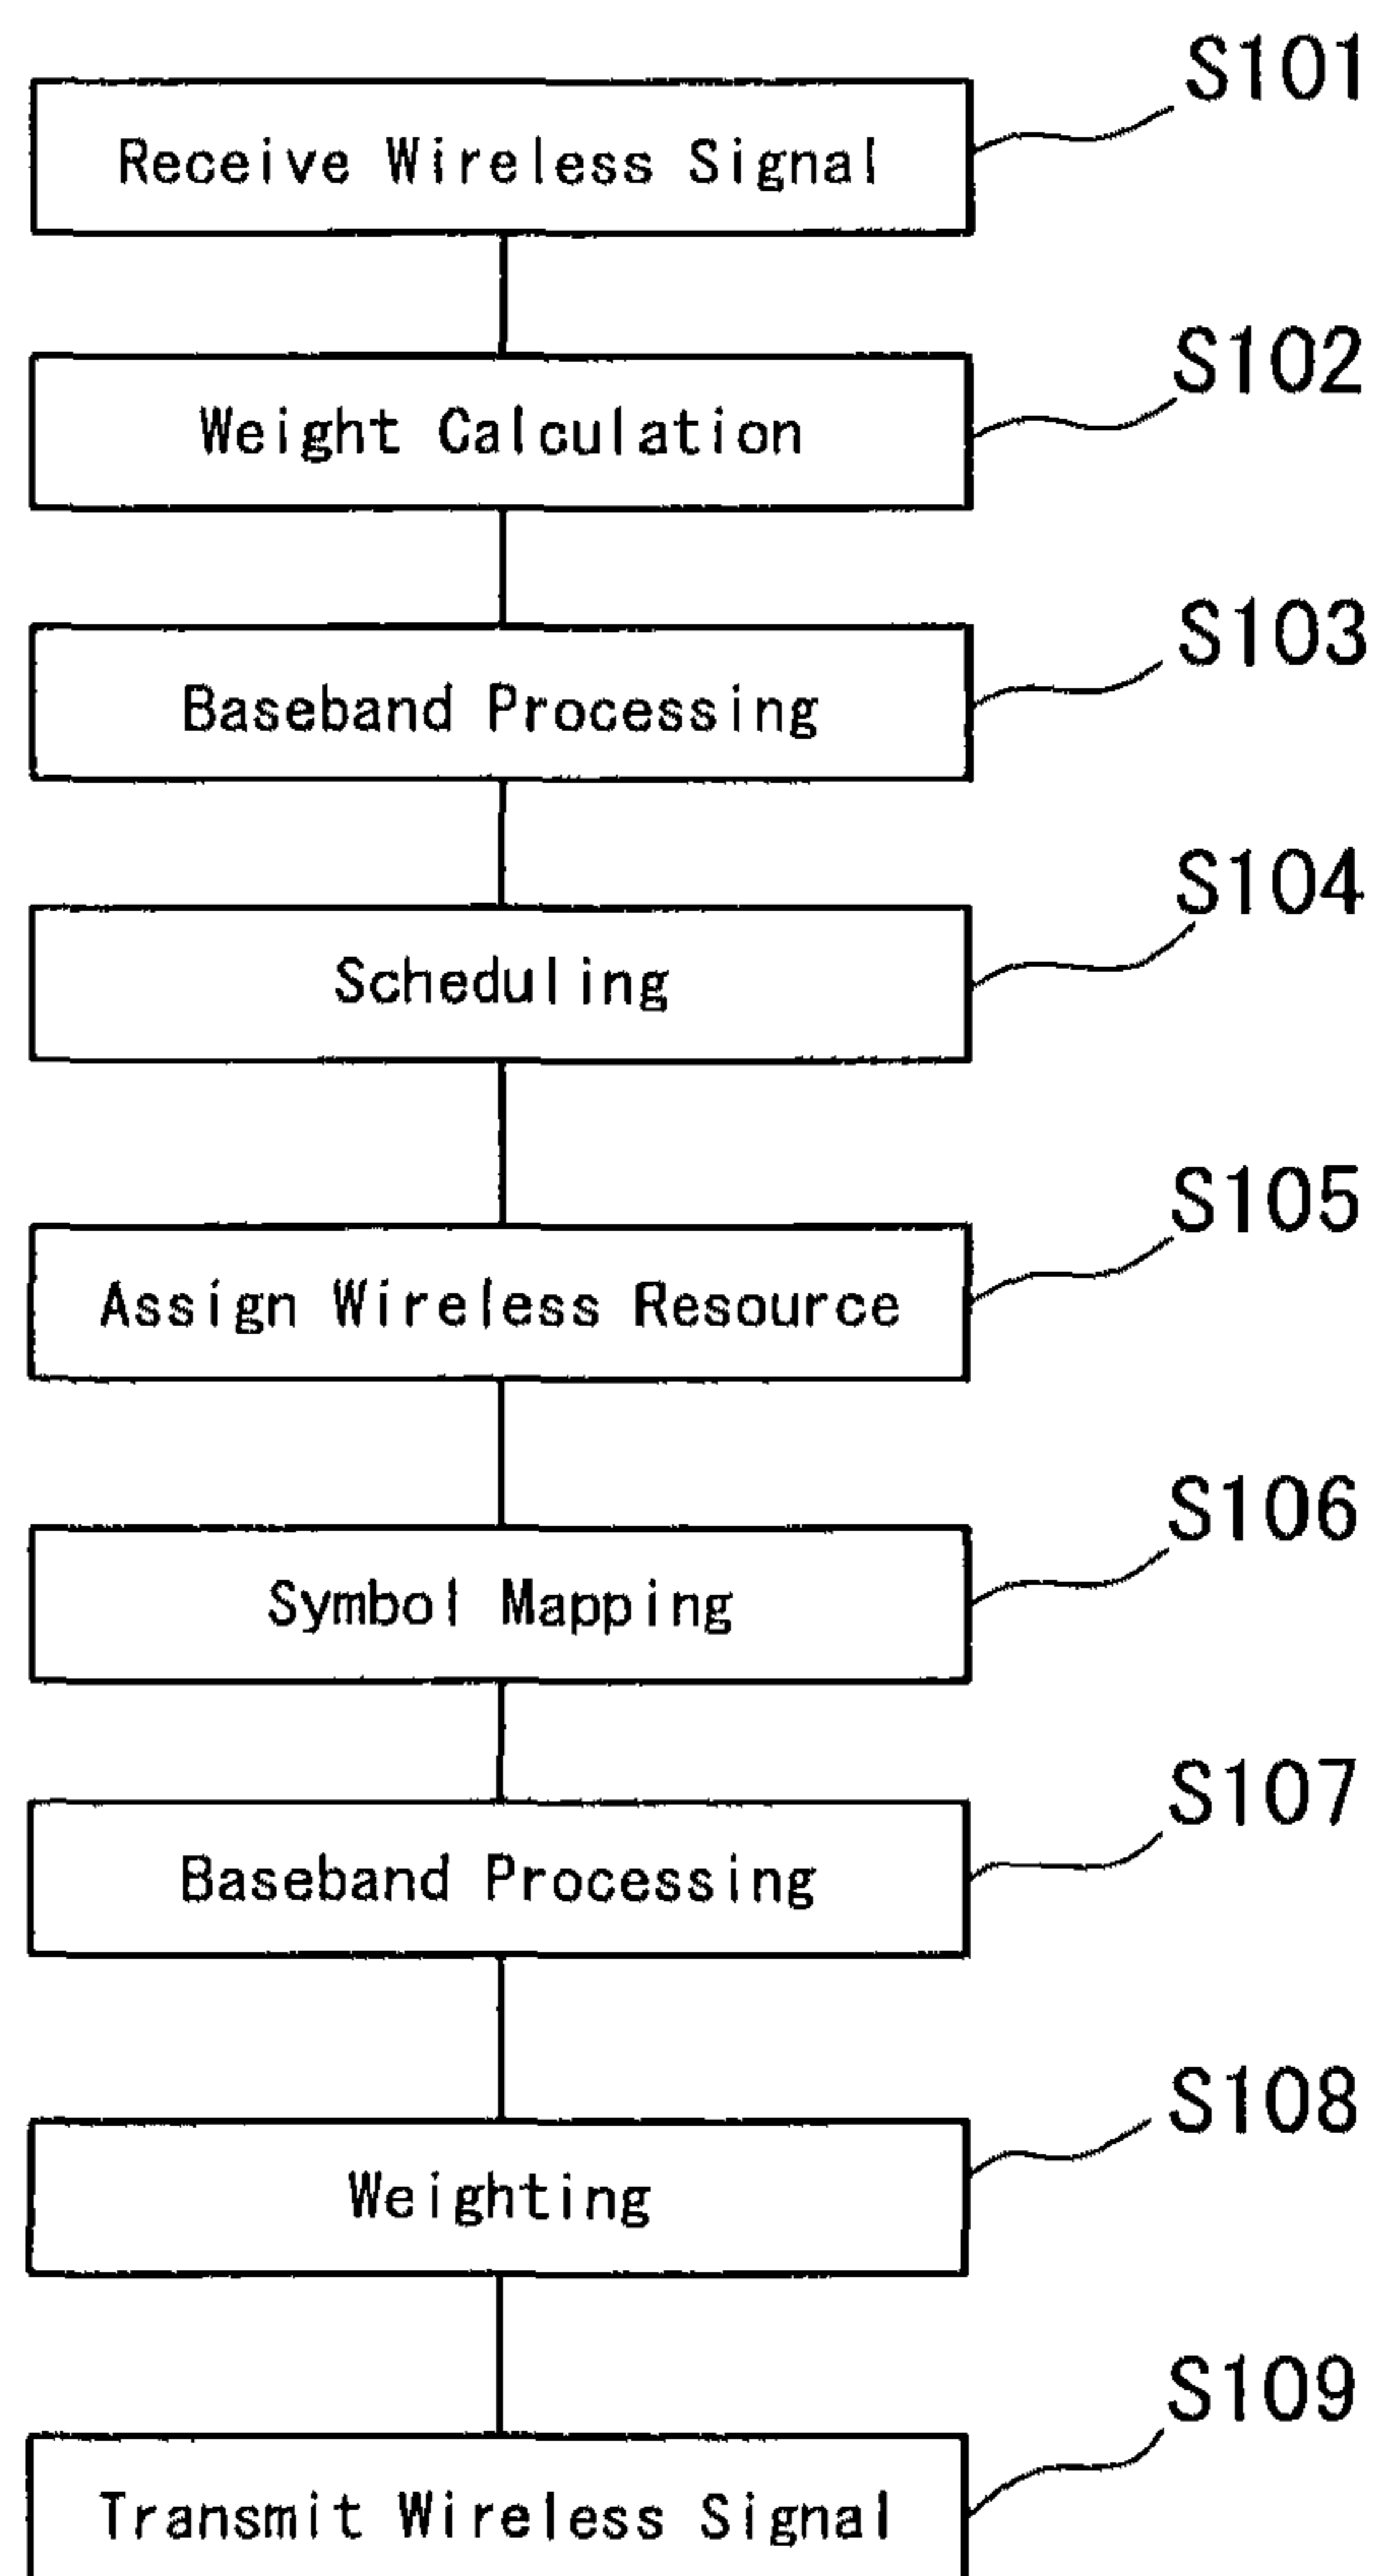 S101
Receive Wireless Signal
S102
Weight Calculation
S103
Baseband Processing
S104
Scheduling
S105
Assign Wireless Resource
S106
Symbol Mapping
S107
Baseband Processing
S108
Weighting
S109
Transmit Wireless Signal